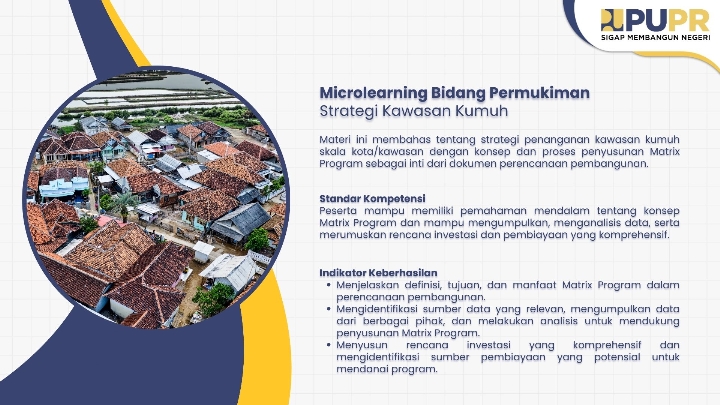 PUPR
SIGAP MEMBANGUN NEGERI
Microlearning Bidang Permukiman
Strategi Kawasan Kumuh
Materi ini membahas tentang strategi penanganan kawasan kumuh
skala kota/kawasan dengan konsep dan proses penyusunan Matrix
Program sebagai inti dari dokumen perencanaan pembangunan.
Standar Kompetensi
Peserta mampu memiliki pemahaman mendalam tentang konsep
Matrix Program dan mampu mengumpulkan, menganalisis data, serta
merumuskan rencana investasi dan pembiayaan yang komprehensif.
Indikator Keberhasilan
• Menjelaskan definisi, tujuan, dan manfaat Matrix Program dalam
perencanaan pembangunan.
• Mengidentifikasi sumber data yang relevan, mengumpulkan data
dari berbagai pihak, dan melakukan analisis untuk mendukung
penyusunan Matrix Program.
• Menyusun rencana investasi yang komprehensif dan
mengidentifikasi sumber pembiayaan yang potensial untuk
mendanai program.